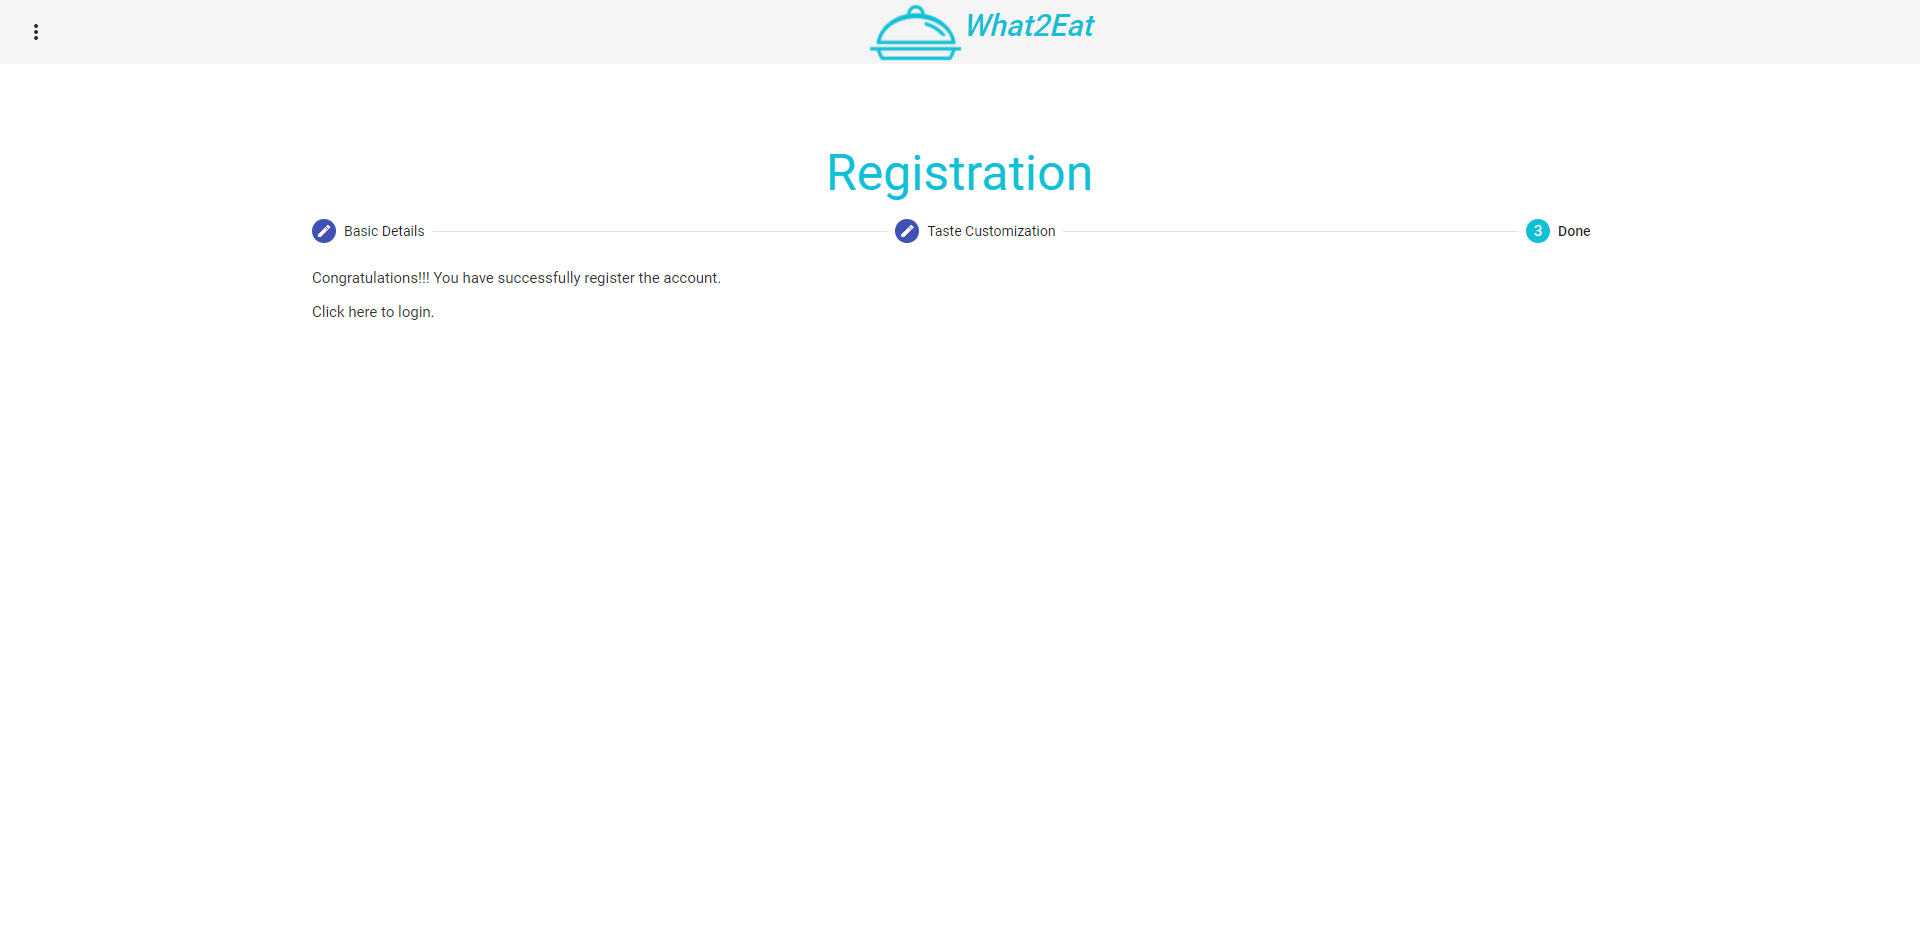 What2Eat
Registration
Basic Details
Taste Customization
3 Done
Congratulations!!! You have successfully register the account.
Click here to login.